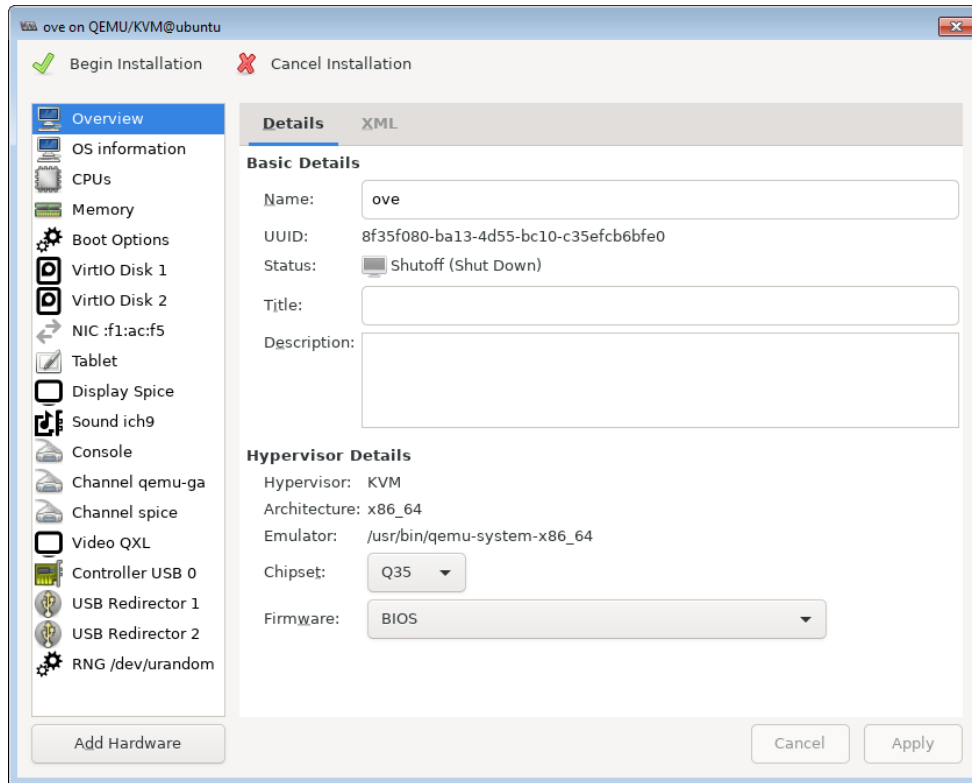 ove on QEMU/KVM@ubuntu
Begin Installation
Cancel Installation
Overview
OS information
CPUs
Memory
Boot Options
VirtIO Disk 1
VirtIO Disk 2
NIC :f1:ac:f5
Tablet
Display Spice
Sound ich9
Console
Channel qemu-ga
Channel spice
Video QXL
Controller USB 0
USB Redirector 1
USB Redirector 2
RNG /dev/urandom
Add Hardware
Details XML
Basic Details
Name: ove
UUID: 8f35f080-ba13-4d55-bc10-c35efcb6bfe0
Status: Shutoff (Shut Down)
Title:
Description:
Hypervisor Details
Hypervisor: KVM
Architecture: x86_64
Emulator: /usr/bin/qemu-system-x86_64
Chipset: Q35
Firmware: BIOS
Cancel Apply